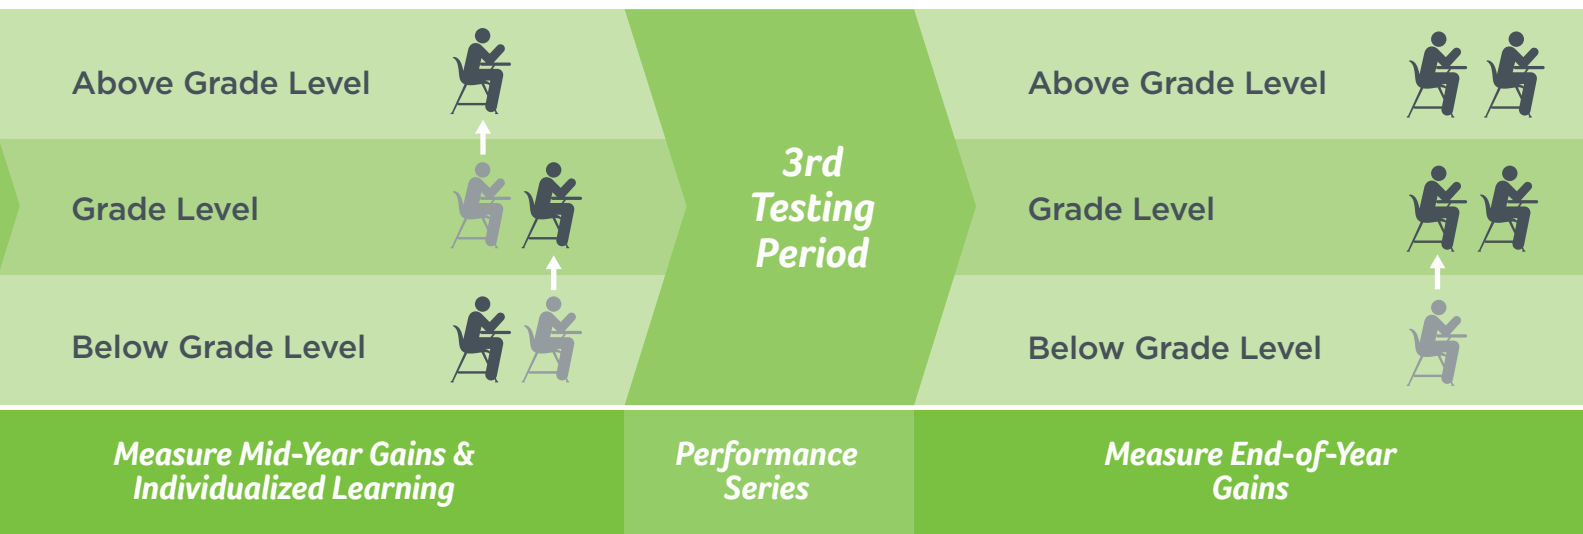 Above Grade Level
Grade Level
Below Grade Level
Measure Mid-Year Gains &
Individualized Learning
3rd
Testing
Period
Performance
Series
Above Grade Level
Grade Level
Below Grade Level
Measure End-of-Year
Gains